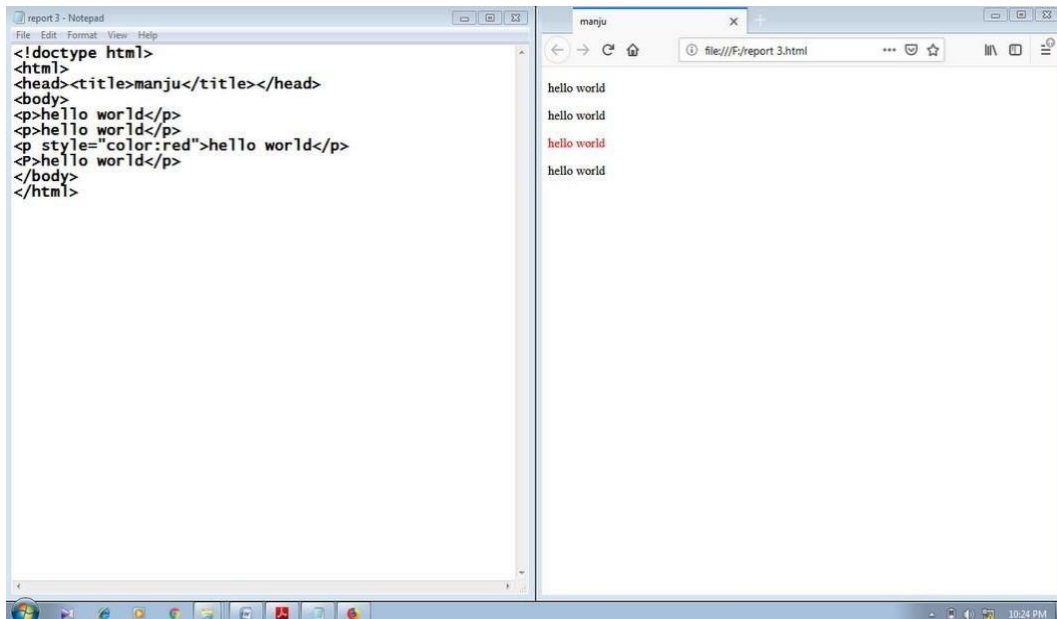 report 3 - Notepad
File Edit Format View Help
<!doctype html>
<html>
<head><title>manju</title></head>
<body>
<p>hello world</p>
<p>hello world</p>
<p style="color:red">hello world</p>
<P>hello world</p>
</body>
</html>
manju
file:///F:/report 3.html
hello world
hello world
hello world
hello world
10:24 PM